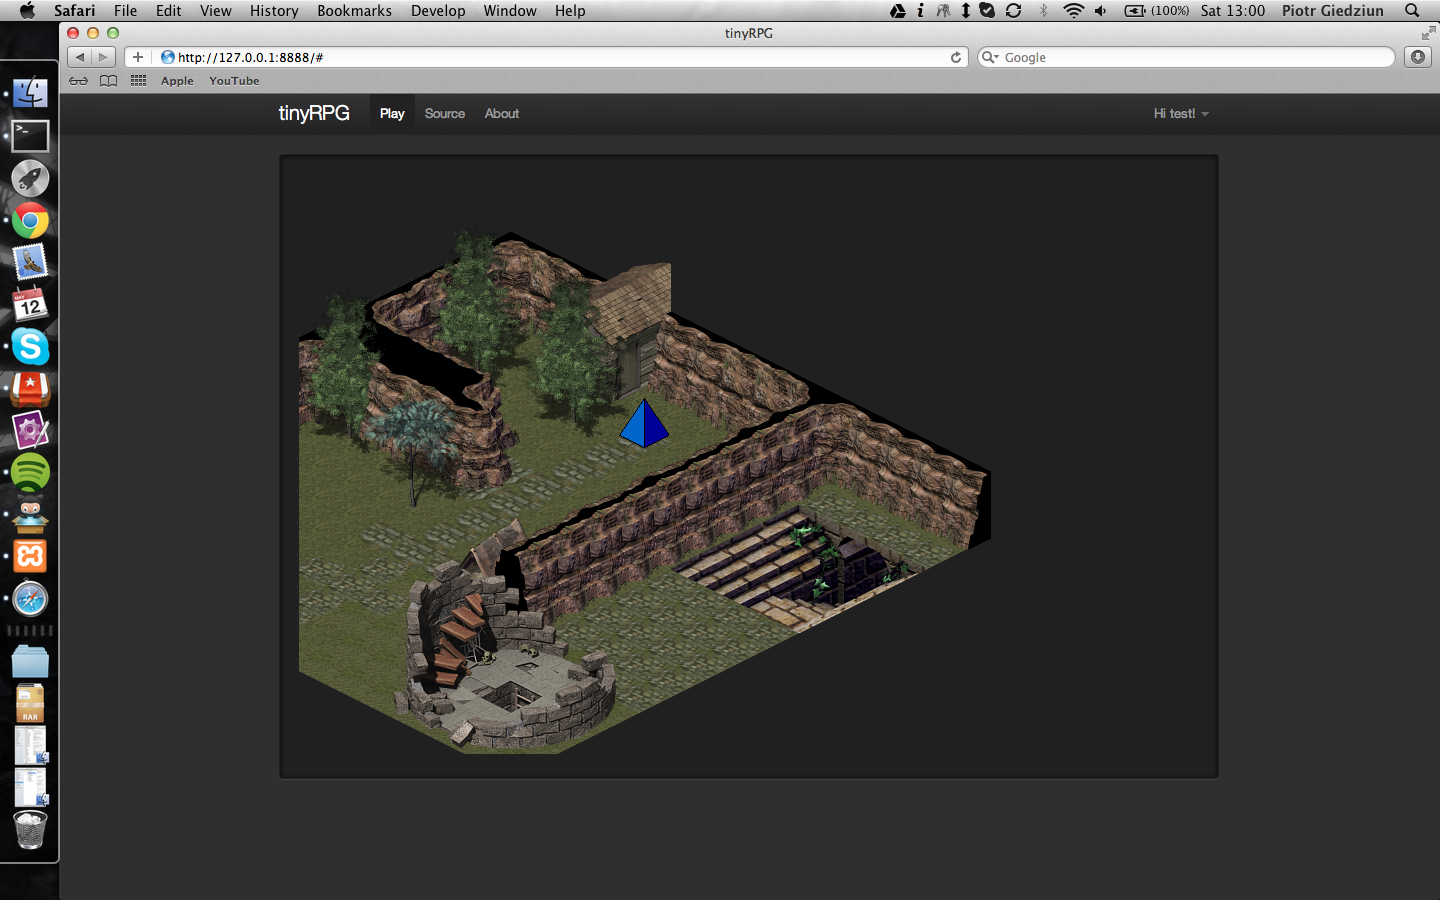 Safari File Edit View History Bookmarks Develop Window Help (100%) Sat 13:00 Piotr Giedziun
tinyRPG
http://127.0.0.1:8888/#
Google
Apple YouTube
tinyRPG Play Source About Hi test!
MAY
12
RAR